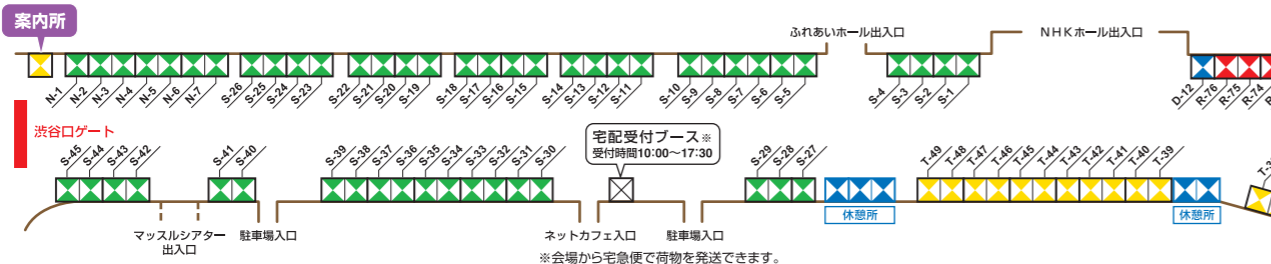 案内所
ふれあいホール出入口
NHKホール出入口
N-1
N-2
N-3
N-4
N-5
N-6
N-7
S-26
S-25
S-24
S-23
S-22
S-21
S-20
S-19
S-18
S-17
S-16
S-15
S-14
S-13
S-12
S-11
S-10
S-9
S-8
S-7
S-6
S-5
S-4
S-3
S-2
S-1
D-12
R-76
R-75
R-74
渋谷口ゲート
宅配受付ブース※
受付時間10:00〜17:30
S-45
S-44
S-43
S-42
S-41
S-40
S-39
S-38
S-37
S-36
S-35
S-34
S-33
S-32
S-31
S-30
S-29
S-28
S-27
T-49
T-48
T-47
T-46
T-45
T-44
T-43
T-42
T-41
T-40
T-39
休憩所
休憩所
マッスルシアター
出入口
駐車場入口
ネットカフェ入口
駐車場入口
※会場から宅急便で荷物を発送できます。